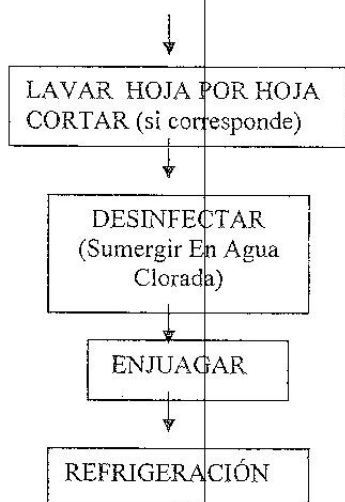 LAVAR HOJA POR HOJA
CORTAR (si corresponde)
DESINFECTAR
(Sumergir En Agua
Clorada)
ENJUAGAR
REFRIGERACIÓN